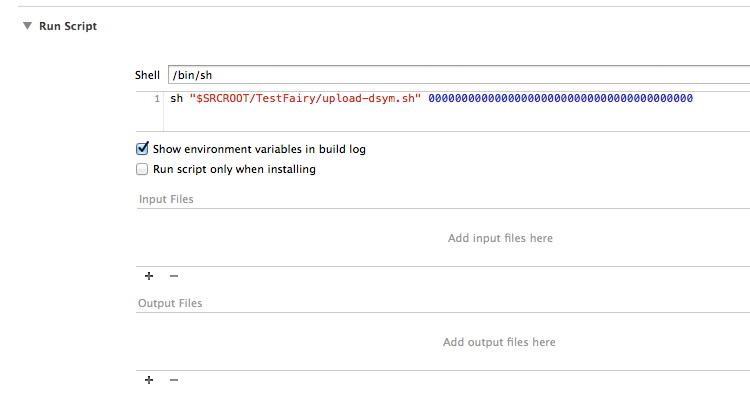 Run Script
Shell /bin/sh
1 sh "$SRCROOT/TestFairy/upload-dsym.sh" 0000000000000000000000000000000000000000
Show environment variables in build log
Run script only when installing
Input Files
Add input files here
+ −
Output Files
Add output files here
+ −